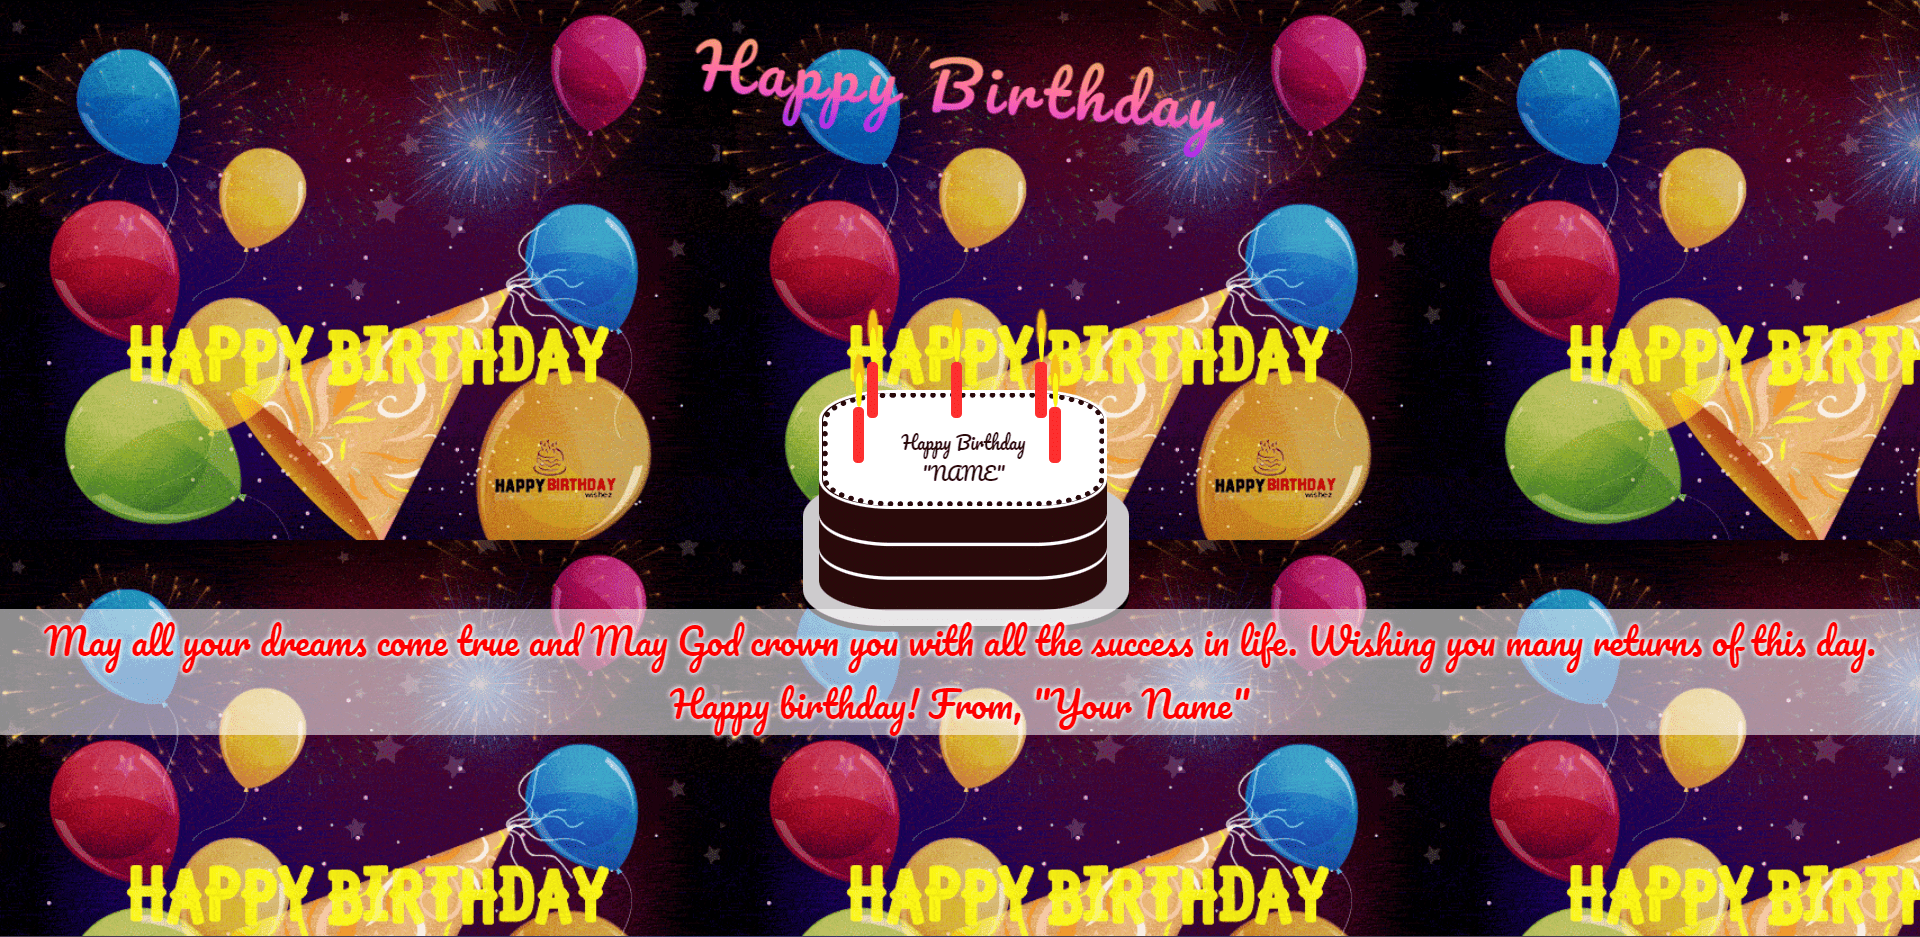 Happy Birthday
HAPPY BIRTHDAY
HAPPY BIRTHDAY
HAPPY BIRTH
Happy Birthday
"NAME"
HAPPY BIRTHDAY
wishez
HAPPY BIRTHDAY
wishez
May all your dreams come true and May God crown you with all the success in life. Wishing you many returns of this day.
Happy birthday! From, "Your Name"
HAPPY BIRTHDAY
HAPPY BIRTHDAY
HAPPY BIRTH